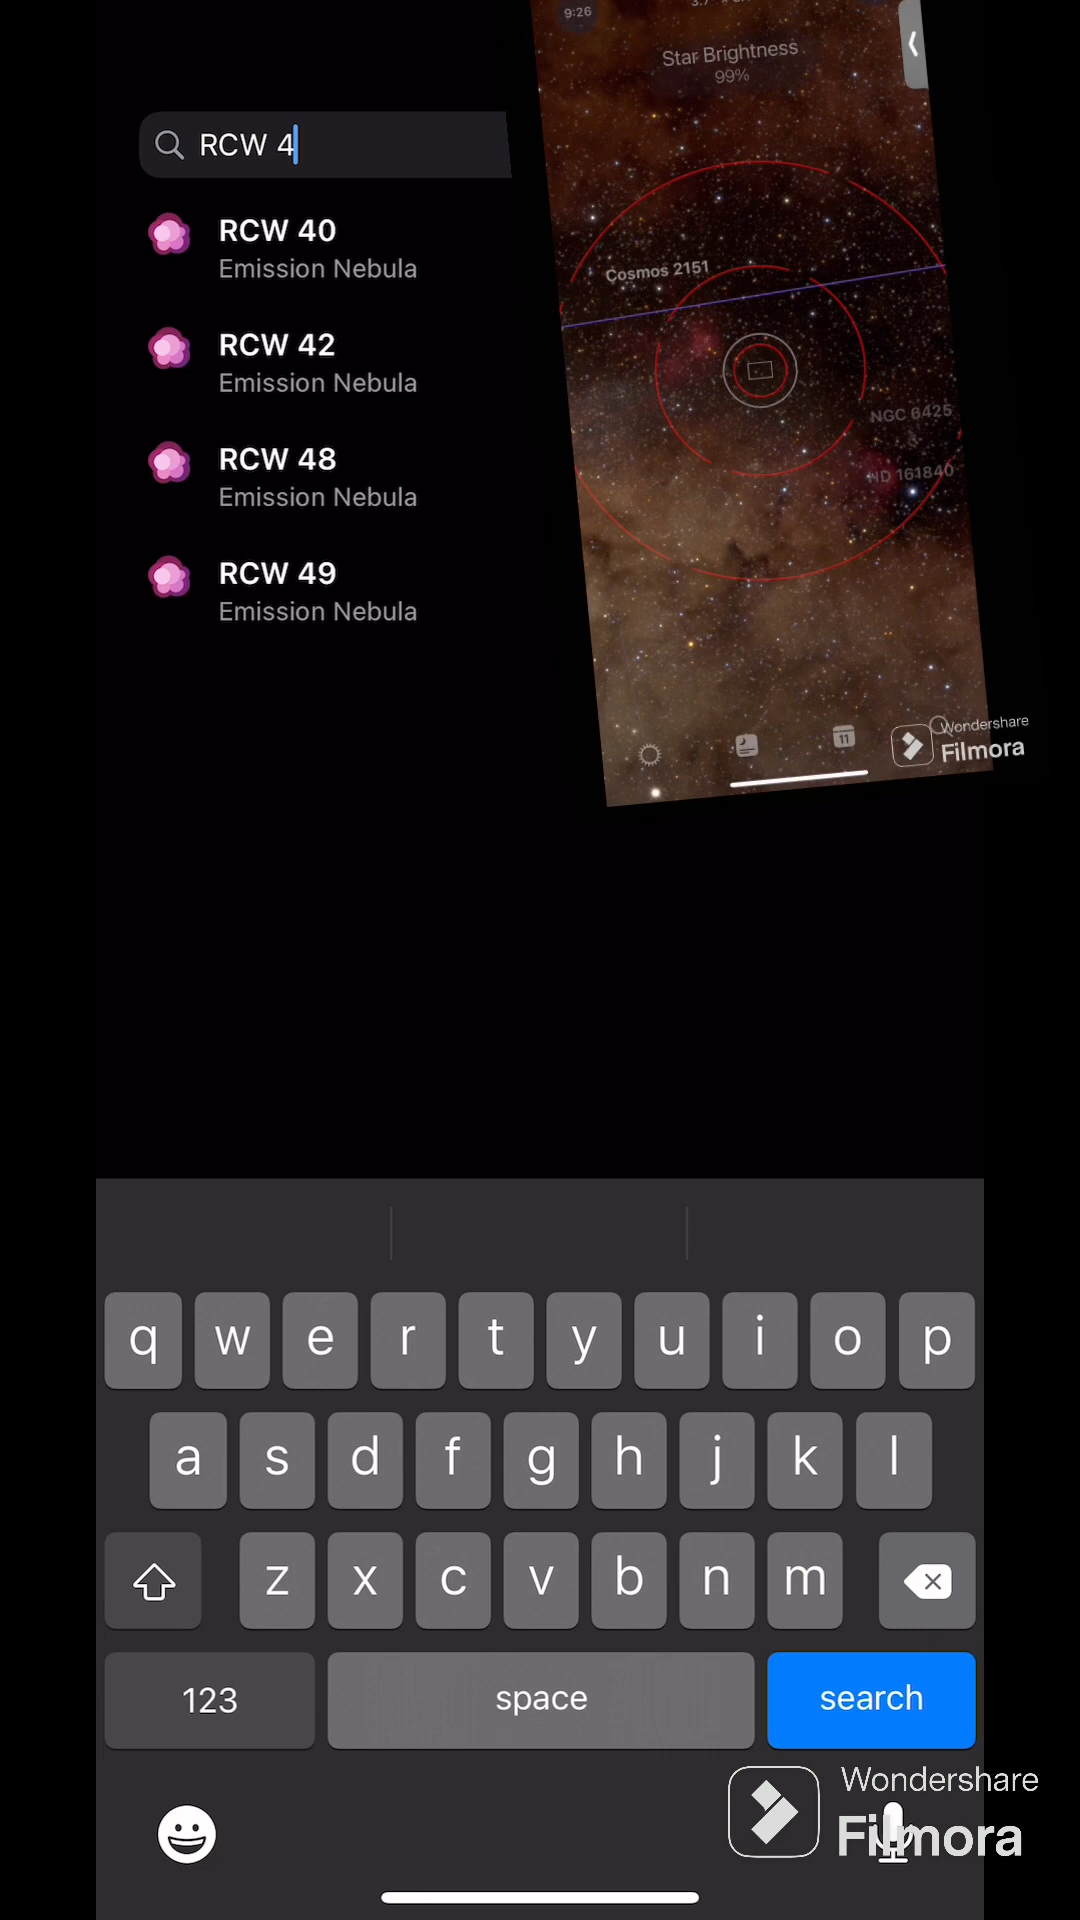 9:26
Star Brightness
99%
RCW 4
RCW 40
Emission Nebula
Cosmos 2151
RCW 42
Emission Nebula
NGC 6425
HD 161840
RCW 48
Emission Nebula
RCW 49
Emission Nebula
11
Wondershare
Filmora
q w e r t y u i o p
a s d f g h j k l
z x c v b n m
123 space search
Wondershare
Filmora